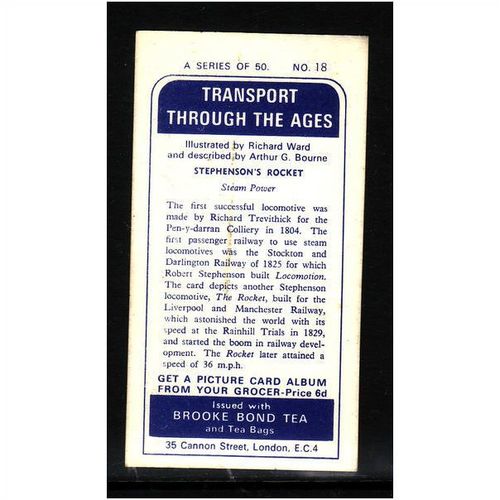 A SERIES OF 50. NO. 18
TRANSPORT
THROUGH THE AGES
Illustrated by Richard Ward
and described by Arthur G. Bourne
STEPHENSON'S ROCKET
Steam Power
The first successful locomotive was
made by Richard Trevithick for the
Pen-y-darran Colliery in 1804. The
first passenger railway to use steam
locomotives was the Stockton and
Darlington Railway of 1825 for which
Robert Stephenson built Locomotion.
The card depicts another Stephenson
locomotive, The Rocket, built for the
Liverpool and Manchester Railway,
which astonished the world with its
speed at the Rainhill Trials in 1829,
and started the boom in railway devel-
opment. The Rocket later attained a
speed of 36 m.p.h.
GET A PICTURE CARD ALBUM
FROM YOUR GROCER-Price 6d
Issued with
BROOKE BOND TEA
and Tea Bags
35 Cannon Street, London, E.C.4